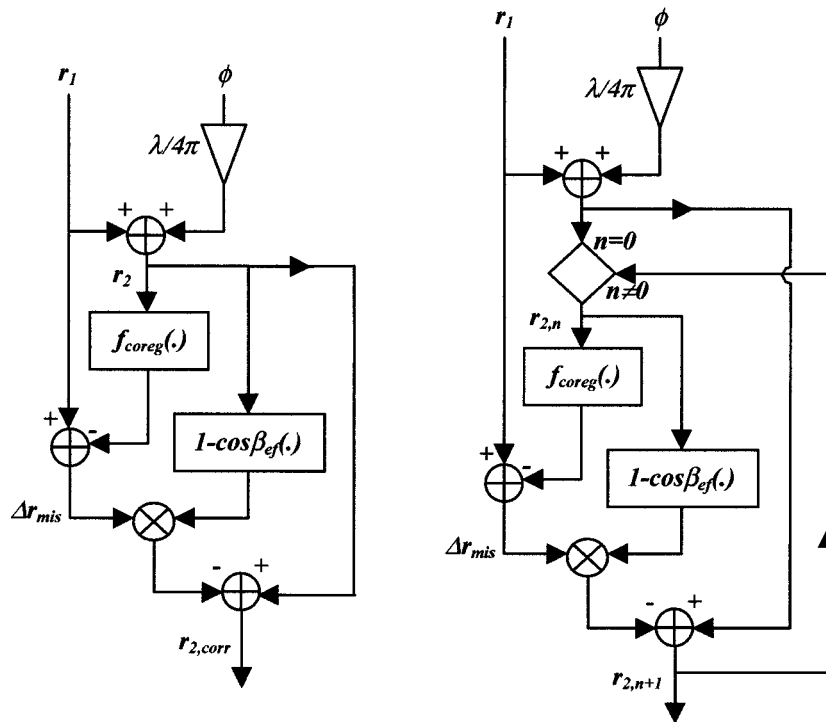 r1
ϕ
λ/4π
+ +
r2
fcoreg(.)
+
-
1-cosβef(.)
Δrmis
- +
r2,corr
r1
ϕ
λ/4π
+ +
n=0
n≠0
r2,n
fcoreg(.)
+
-
1-cosβef(.)
Δrmis
- +
r2,n+1